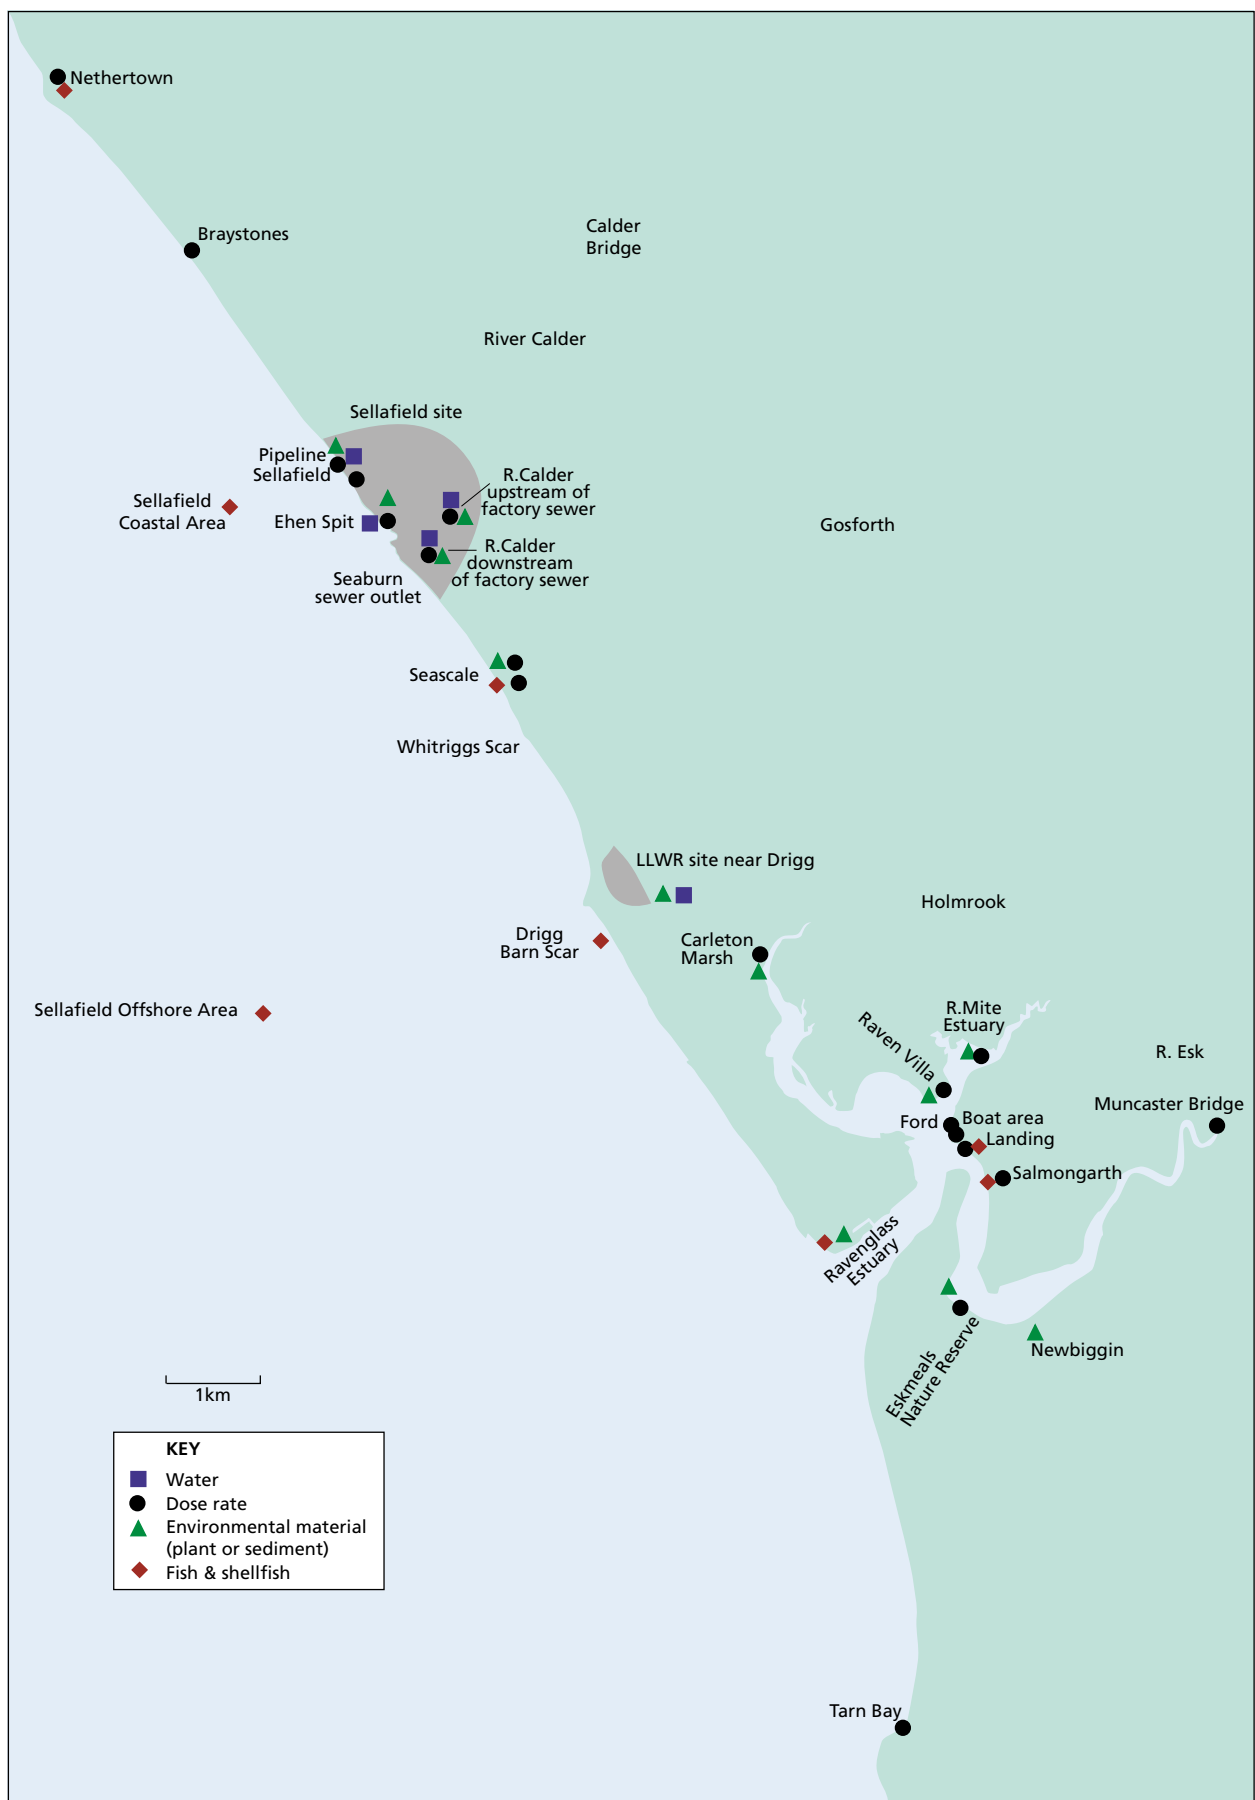 Nethertown
Braystones
Calder
Bridge
River Calder
Sellafield site
Pipeline
Sellafield
R.Calder
upstream of
factory sewer
Sellafield
Coastal Area
Ehen Spit
Gosforth
R.Calder
downstream
of factory sewer
Seaburn
sewer outlet
Seascale
Whitriggs Scar
LLWR site near Drigg
Holmrook
Drigg
Barn Scar
Carleton
Marsh
Sellafield Offshore Area
R.Mite
Estuary
Raven Villa
R. Esk
Muncaster Bridge
Ford
Boat area
Landing
Salmongarth
Ravenglass
Estuary
Newbiggin
Eskmeals
Nature Reserve
1km
KEY
Water
Dose rate
Environmental material
(plant or sediment)
Fish & shellfish
Tarn Bay